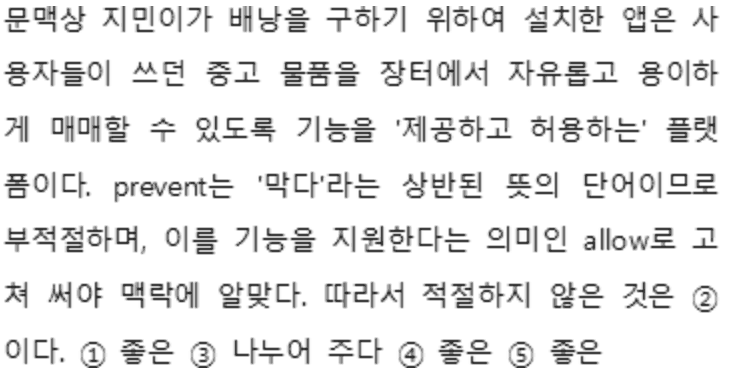 문맥상 지민이가 배낭을 구하기 위하여 설치한 앱은 사
용자들이 쓰던 중고 물품을 장터에서 자유롭고 용이하
게 매매할 수 있도록 기능을 '제공하고 허용하는' 플랫
폼이다. prevent는 '막다'라는 상반된 뜻의 단어이므로
부적절하며, 이를 기능을 지원한다는 의미인 allow로 고
쳐 써야 맥락에 알맞다. 따라서 적절하지 않은 것은 ②
이다. ① 좋은 ③ 나누어 주다 ④ 좋은 ⑤ 좋은